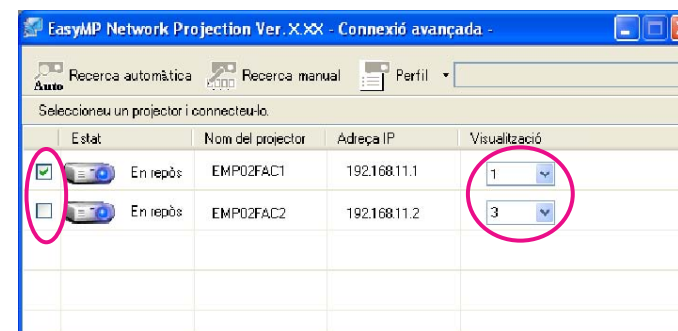 EasyMP Network Projection Ver. X.XX - Connexió avançada -
Auto Recerca automàtica Recerca manual Perfil
Seleccioneu un projector i connecteu-lo.
Estat Nom del projector Adreça IP Visualització
En repòs EMP02FAC1 192.168.11.1 1
En repòs EMP02FAC2 192.168.11.2 3